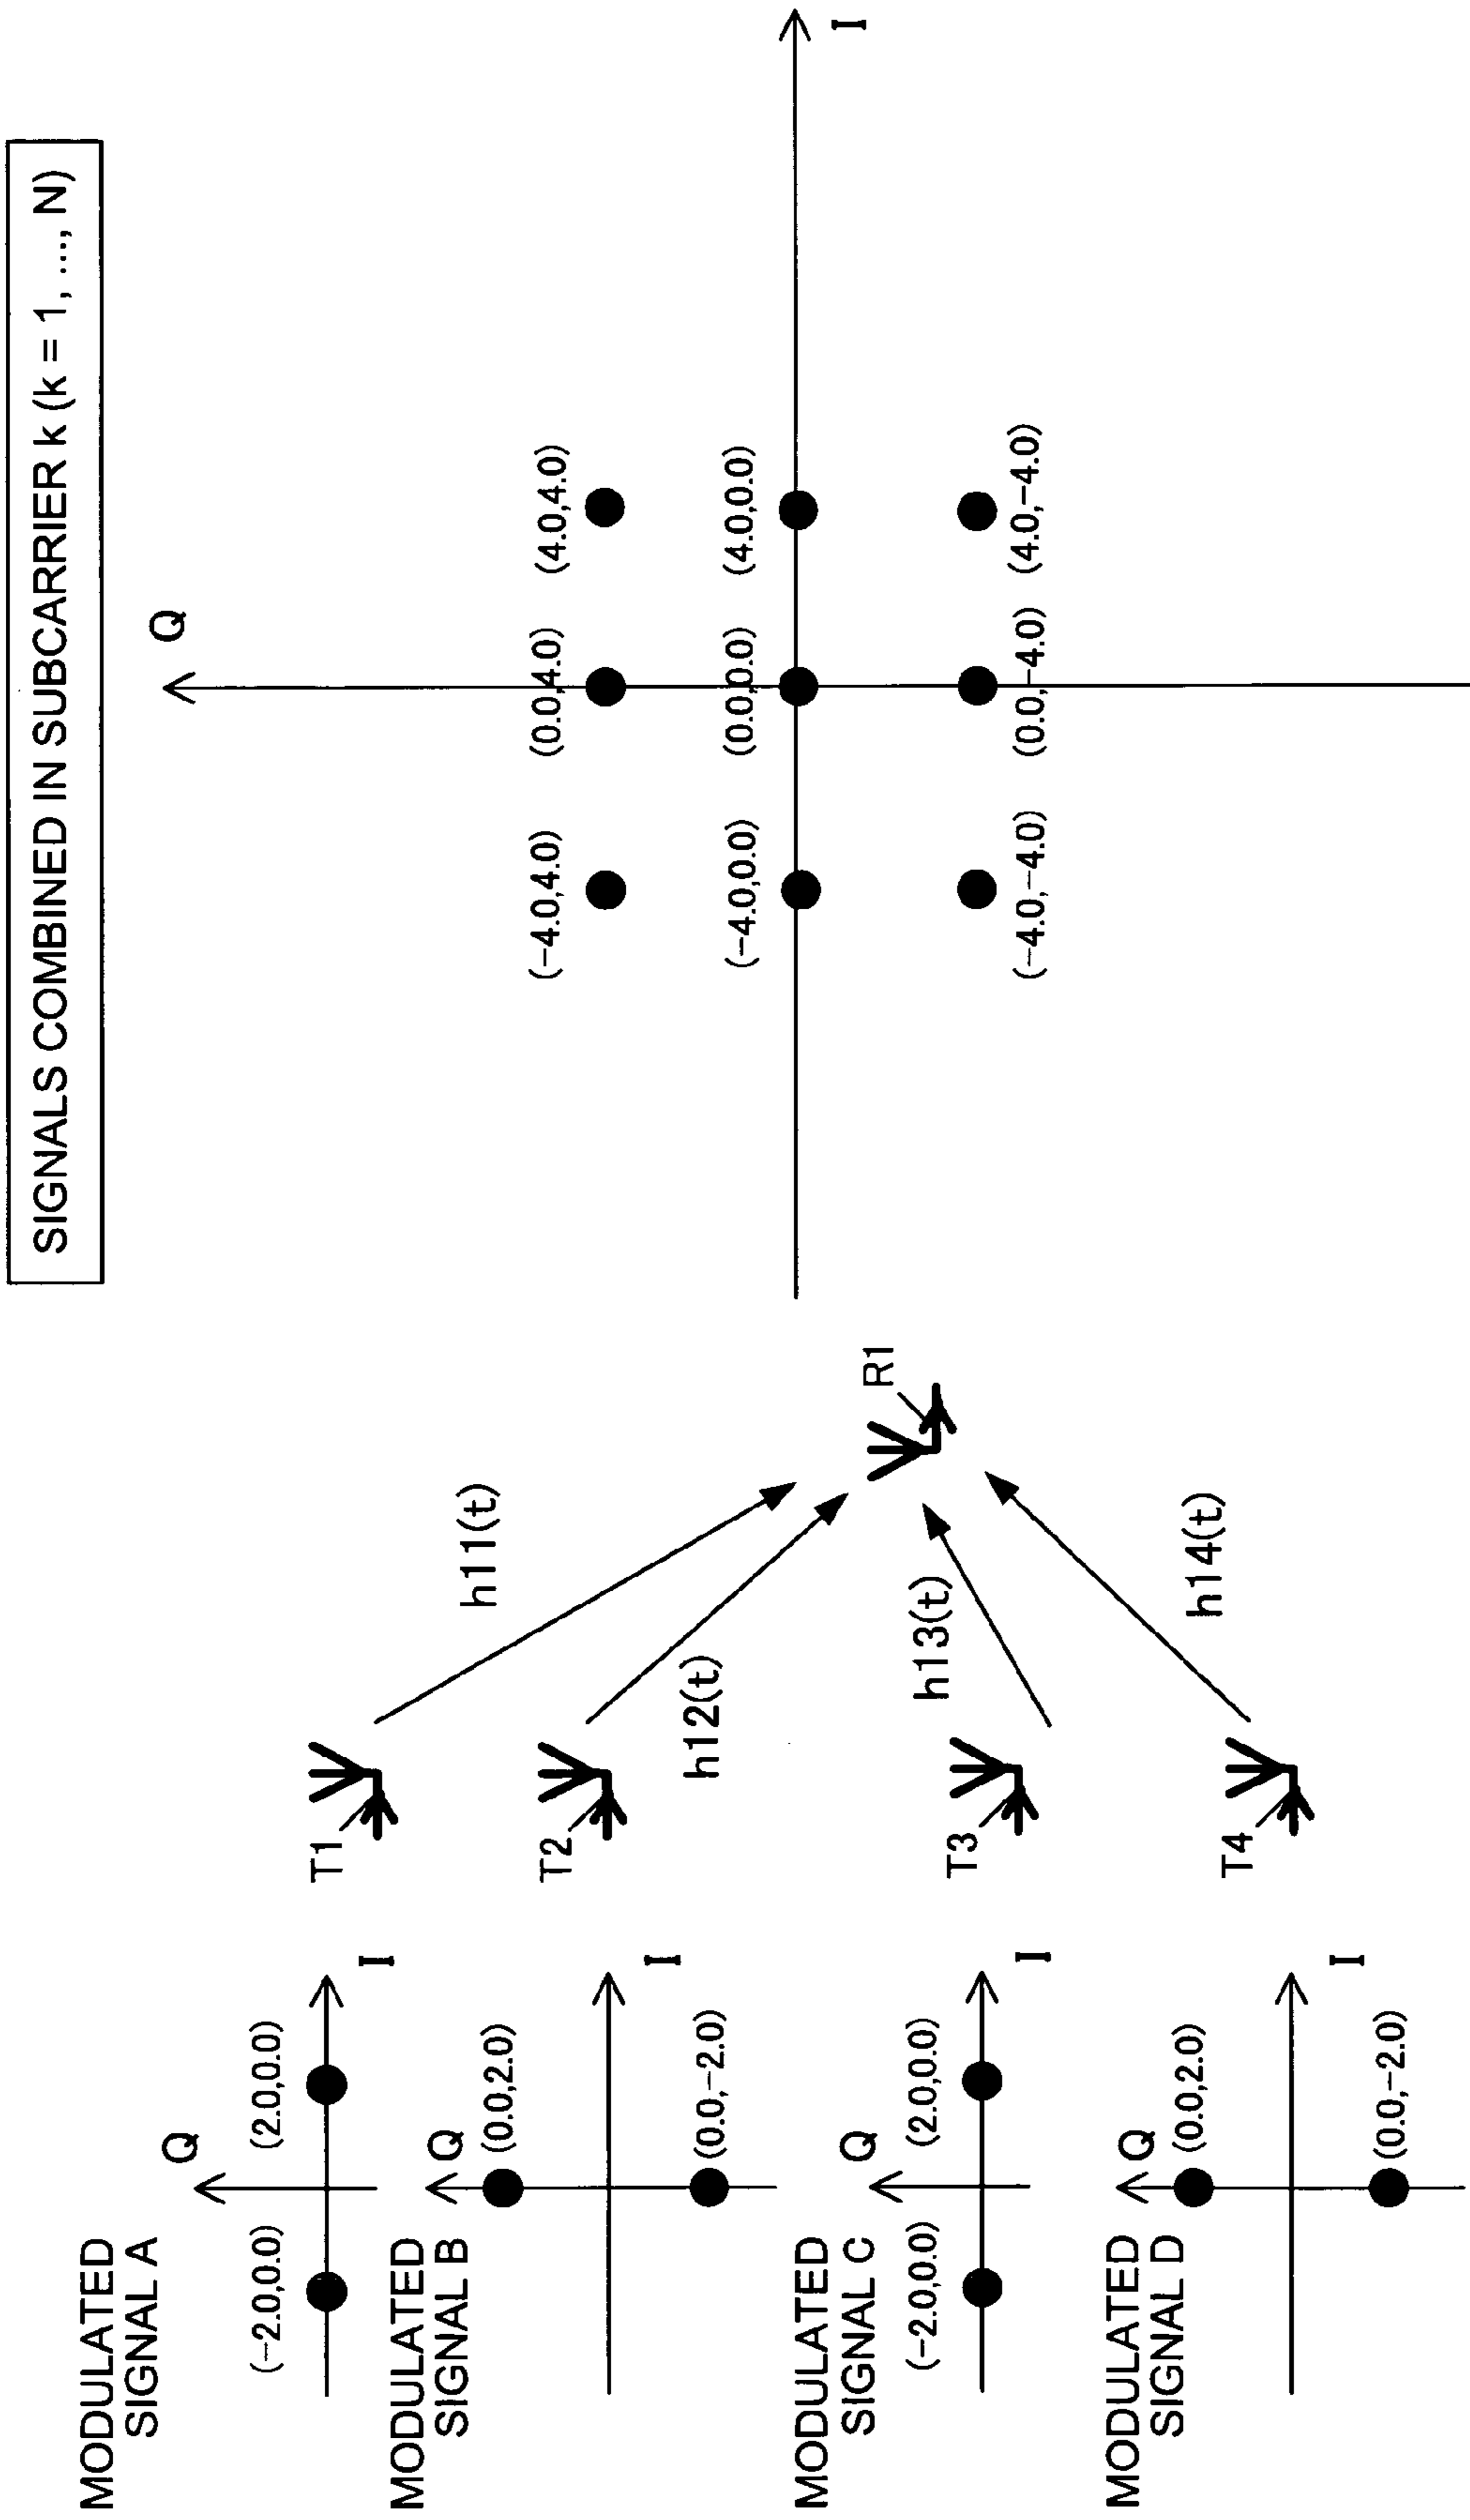 SIGNALS COMBINED IN SUBCARRIER k (k = 1, ..., N)
MODULATED
SIGNAL A
Q
(-2.0,0.0)
(2.0,0.0)
I
MODULATED
SIGNAL B
Q
(0.0,2.0)
(0.0,-2.0)
I
MODULATED
SIGNAL C
Q
(-2.0,0.0)
(2.0,0.0)
I
MODULATED
SIGNAL D
Q
(0.0,2.0)
(0.0,-2.0)
I
T1
T2
T3
T4
h11(t)
h12(t)
h13(t)
h14(t)
R1
Q
(-4.0,4.0)
(0.0,4.0)
(4.0,4.0)
(-4.0,0.0)
(0.0,0.0)
(4.0,0.0)
(-4.0,-4.0)
(0.0,-4.0)
(4.0,-4.0)
I